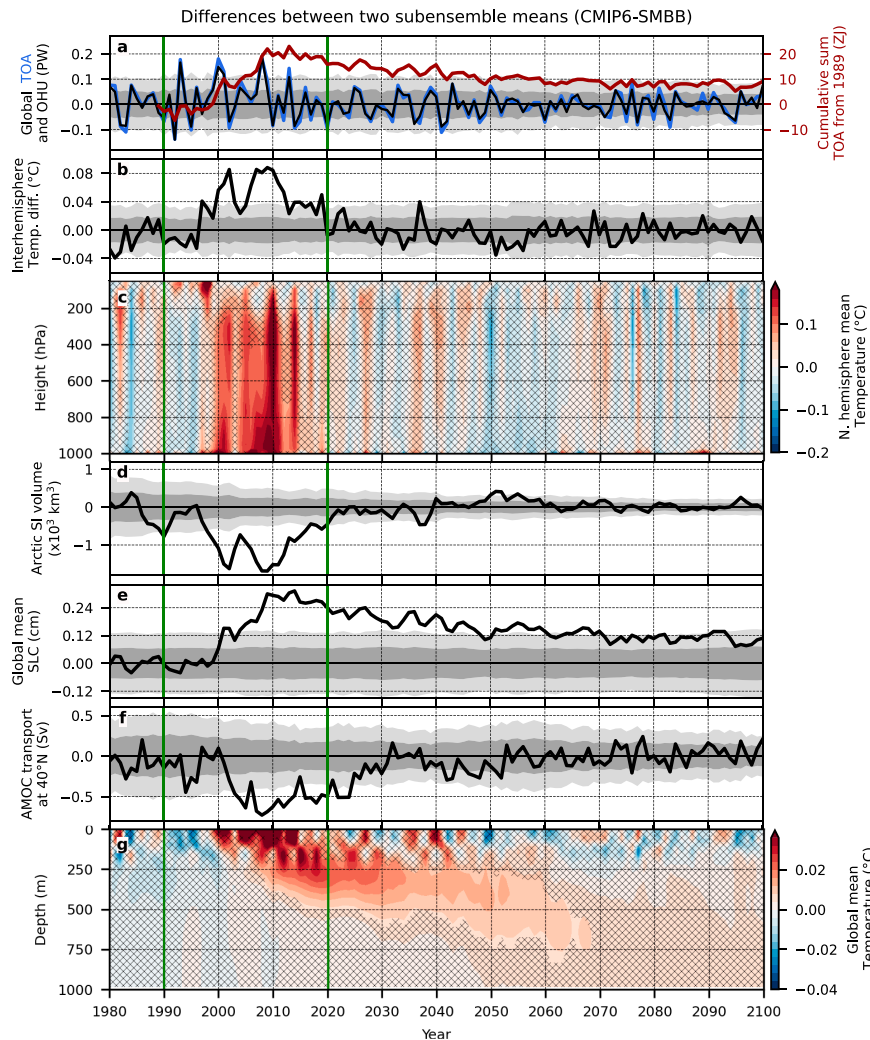 Differences between two subensemble means (CMIP6-SMBB)
a
Global TOA
and OHU (PW)
0.2
0.1
0.0
−0.1
20
10
0
−10
Cumulative sum
TOA from 1989 (ZJ)
b
Interhemisphere
Temp. diff. (°C)
0.08
0.04
0.00
−0.04
c
Height (hPa)
200
400
600
800
1000
0.1
0.0
−0.1
−0.2
N. hemisphere mean
Temperature (°C)
d
Arctic SI volume
(x10³ km³)
1
0
−1
e
Global mean
SLC (cm)
0.24
0.12
0.00
−0.12
f
AMOC transport
at 40°N (Sv)
0.5
0.0
−0.5
g
Depth (m)
0
250
500
750
1000
0.02
0.00
−0.02
−0.04
Global mean
Temperature (°C)
1980 1990 2000 2010 2020 2030 2040 2050 2060 2070 2080 2090 2100
Year